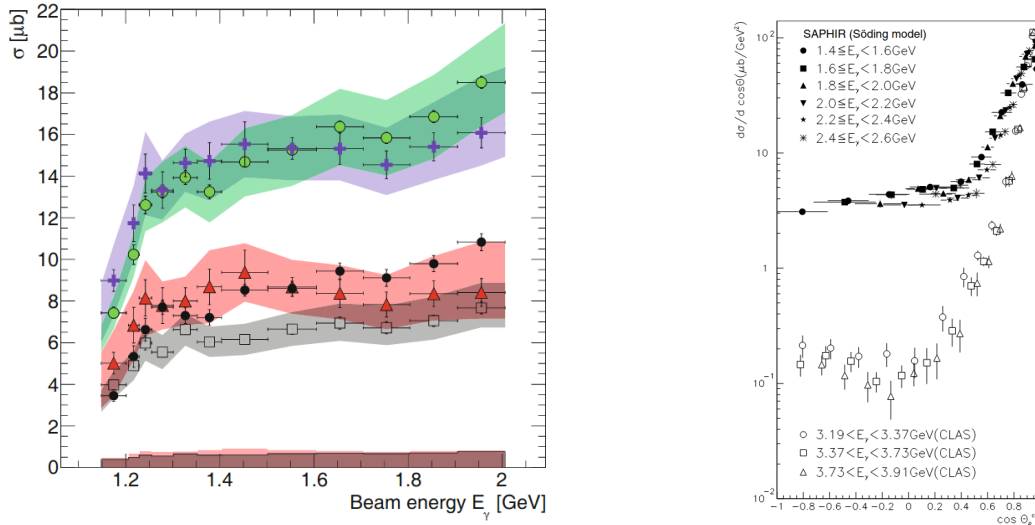 σ [μb]
22
20
18
16
14
12
10
8
6
4
2
0
1.2 1.4 1.6 1.8 2
Beam energy E_γ [GeV]
dσ/d cosΘ(μb/GeV²)
10²
10
1
10⁻¹
10⁻²
SAPHIR (Söding model)
1.4≤E_γ<1.6GeV
1.6≤E_γ<1.8GeV
1.8≤E_γ<2.0GeV
2.0≤E_γ<2.2GeV
2.2≤E_γ<2.4GeV
2.4≤E_γ<2.6GeV
3.19<E_γ<3.37GeV(CLAS)
3.37<E_γ<3.73GeV(CLAS)
3.73<E_γ<3.91GeV(CLAS)
-1 -0.8 -0.6 -0.4 -0.2 0 0.2 0.4 0.6 0.8
cos Θ